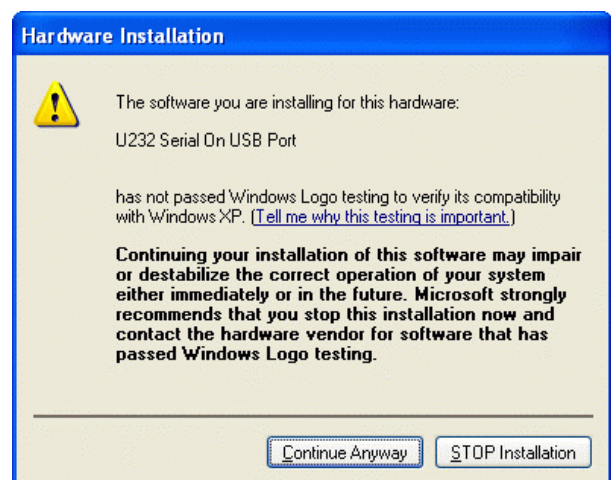 Hardware Installation
The software you are installing for this hardware:
U232 Serial On USB Port
has not passed Windows Logo testing to verify its compatibility
with Windows XP. (Tell me why this testing is important.)
Continuing your installation of this software may impair
or destabilize the correct operation of your system
either immediately or in the future. Microsoft strongly
recommends that you stop this installation now and
contact the hardware vendor for software that has
passed Windows Logo testing.
Continue Anyway
STOP Installation